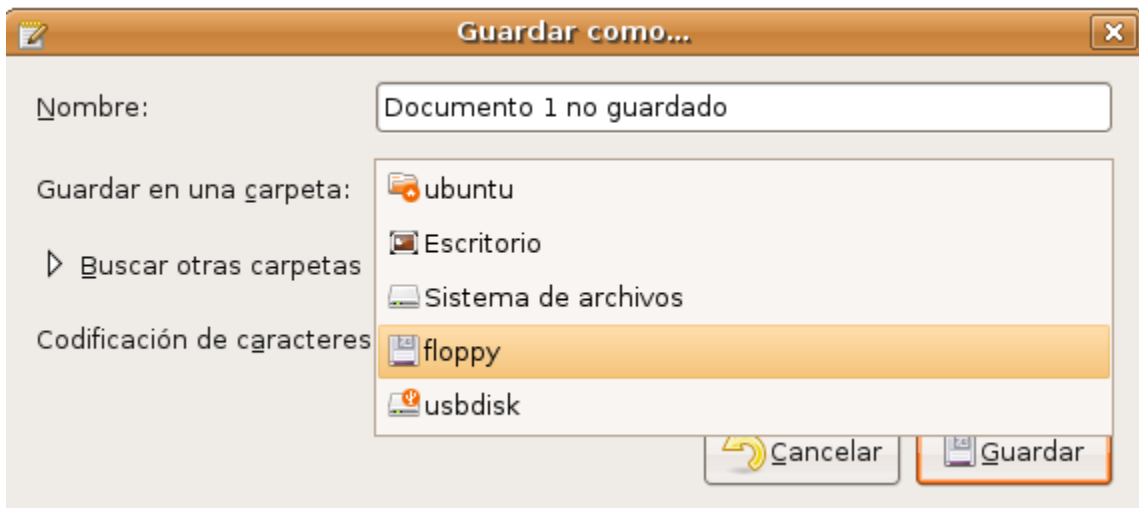 Guardar como...
Nombre:
Documento 1 no guardado
Guardar en una carpeta:
ubuntu
Escritorio
Buscar otras carpetas
Sistema de archivos
Codificación de caracteres
floppy
usbdisk
Cancelar
Guardar